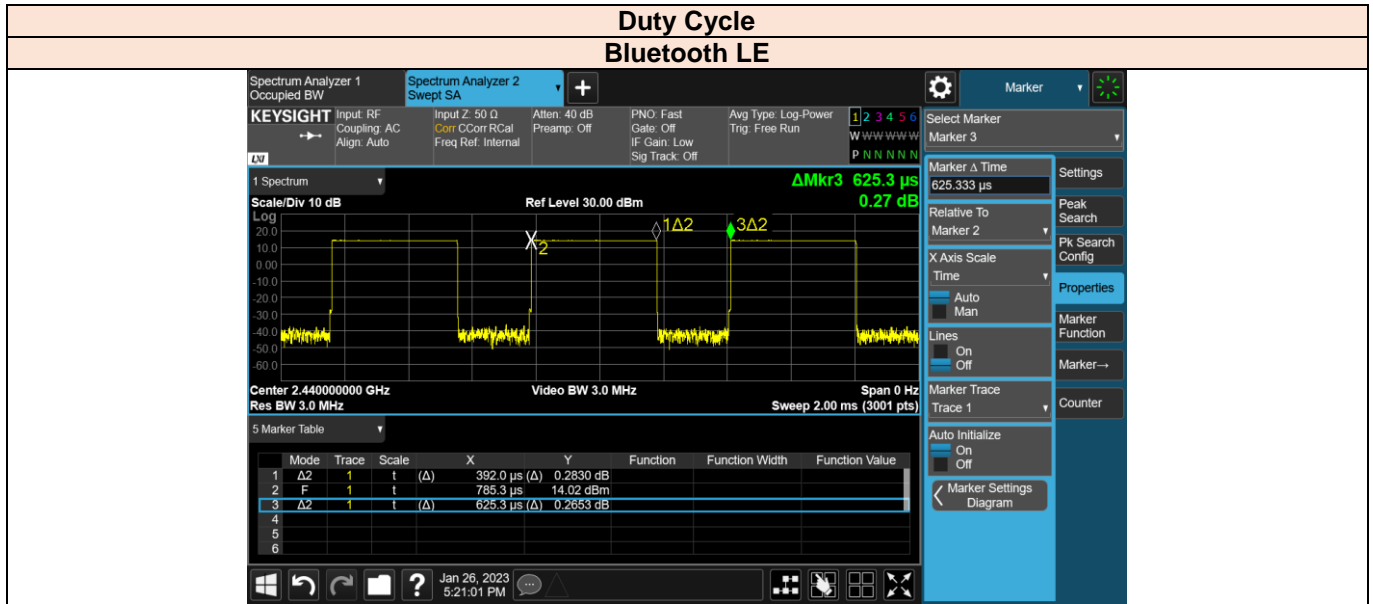 Duty Cycle
Bluetooth LE
Spectrum Analyzer 1
Occupied BW
Spectrum Analyzer 2
Swept SA
Marker
KEYSIGHT
LXI
Input: RF
Coupling: AC
Align: Auto
Input Z: 50 Ω
Corr CCorr RCal
Freq Ref: Internal
Atten: 40 dB
Preamp: Off
PNO: Fast
Gate: Off
IF Gain: Low
Sig Track: Off
Avg Type: Log-Power
Trig: Free Run
1 2 3 4 5 6
W W W W W W
P N N N N N
Select Marker
Marker 3
1 Spectrum
ΔMkr3 625.3 µs
0.27 dB
Scale/Div 10 dB
Ref Level 30.00 dBm
Log
20.0
10.0
0.00
-10.0
-20.0
-30.0
-40.0
-50.0
-60.0
2
1Δ2
3Δ2
Center 2.440000000 GHz
Video BW 3.0 MHz
Span 0 Hz
Res BW 3.0 MHz
Sweep 2.00 ms (3001 pts)
5 Marker Table
Mode Trace Scale X Y Function Function Width Function Value
1 Δ2 1 t (Δ) 392.0 µs (Δ) 0.2830 dB
2 F 1 t 785.3 µs 14.02 dBm
3 Δ2 1 t (Δ) 625.3 µs (Δ) 0.2653 dB
4
5
6
Marker Δ Time
625.333 µs
Relative To
Marker 2
X Axis Scale
Time
Auto
Man
Lines
On
Off
Marker Trace
Trace 1
Auto Initialize
On
Off
Marker Settings
Diagram
Settings
Peak
Search
Pk Search
Config
Properties
Marker
Function
Marker→
Counter
?
Jan 26, 2023
5:21:01 PM